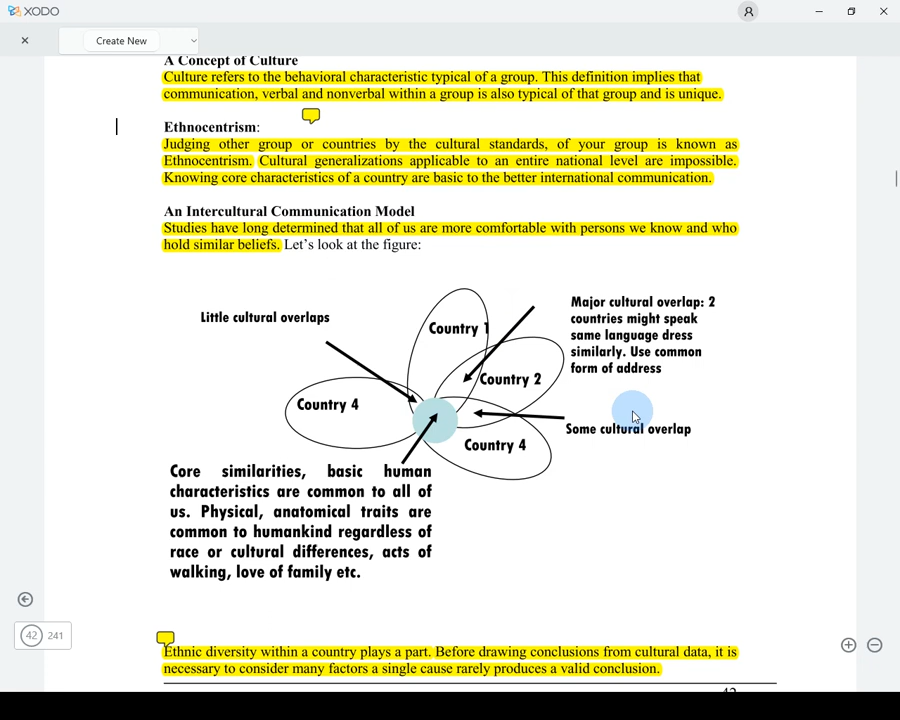 XODO
Create New
A Concept of Culture
Culture refers to the behavioral characteristic typical of a group. This definition implies that
communication, verbal and nonverbal within a group is also typical of that group and is unique.
Ethnocentrism:
Judging other group or countries by the cultural standards, of your group is known as
Ethnocentrism. Cultural generalizations applicable to an entire national level are impossible.
Knowing core characteristics of a country are basic to the better international communication.
An Intercultural Communication Model
Studies have long determined that all of us are more comfortable with persons we know and who
hold similar beliefs. Let's look at the figure:
Little cultural overlaps
Country 1
Major cultural overlap: 2
countries might speak
same language dress
similarly. Use common
form of address
Country 2
Country 4
Some cultural overlap
Country 4
Core similarities, basic human
characteristics are common to all of
us. Physical, anatomical traits are
common to humankind regardless of
race or cultural differences, acts of
walking, love of family etc.
42 241
Ethnic diversity within a country plays a part. Before drawing conclusions from cultural data, it is
necessary to consider many factors a single cause rarely produces a valid conclusion.